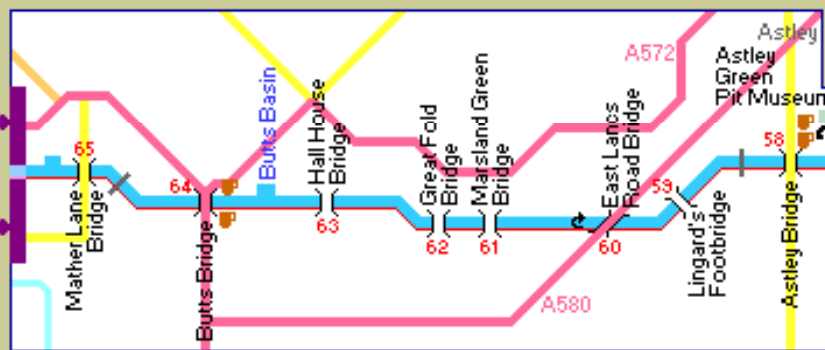 Astley
A572
Astley
Green
Pit Museum
Butts Basin
Hall House
Bridge
Great Fold
Bridge
Marsland Green
Bridge
East Lancs
Road Bridge
65
64
63
62
61
60
59
58
Mather Lane
Bridge
Butts Bridge
Lingard's
Footbridge
Astley Bridge
A580